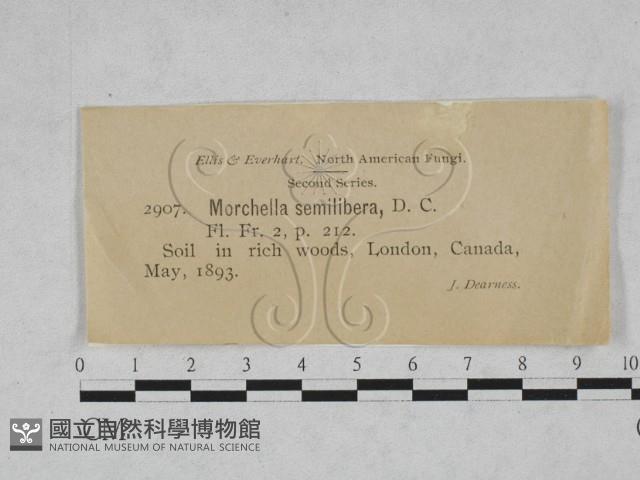 Ellis & Everhart. North American Fungi.
Second Series.
2907. Morchella semilibera, D. C.
Fl. Fr. 2, p. 212.
Soil in rich woods, London, Canada,
May, 1893.
J. Dearness.
0 1 2 3 4 5 6 7 8 9 10
CM
國立自然科學博物館
NATIONAL MUSEUM OF NATURAL SCIENCE